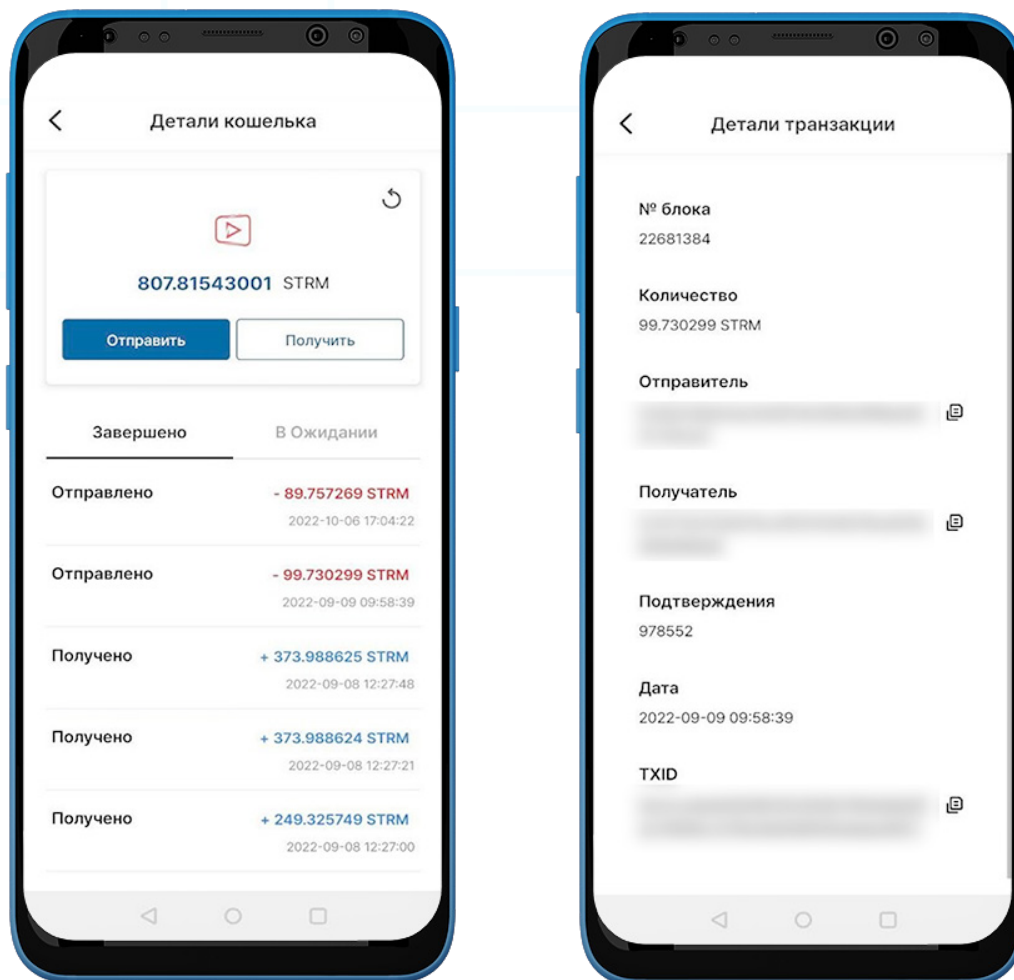 Детали кошелька
807.81543001 STRM
Отправить
Получить
Завершено
В Ожидании
Отправлено
- 89.757269 STRM
2022-10-06 17:04:22
Отправлено
- 99.730299 STRM
2022-09-09 09:58:39
Получено
+ 373.988625 STRM
2022-09-08 12:27:48
Получено
+ 373.988624 STRM
2022-09-08 12:27:21
Получено
+ 249.325749 STRM
2022-09-08 12:27:00
Детали транзакции
№ блока
22681384
Количество
99.730299 STRM
Отправитель
Получатель
Подтверждения
978552
Дата
2022-09-09 09:58:39
TXID